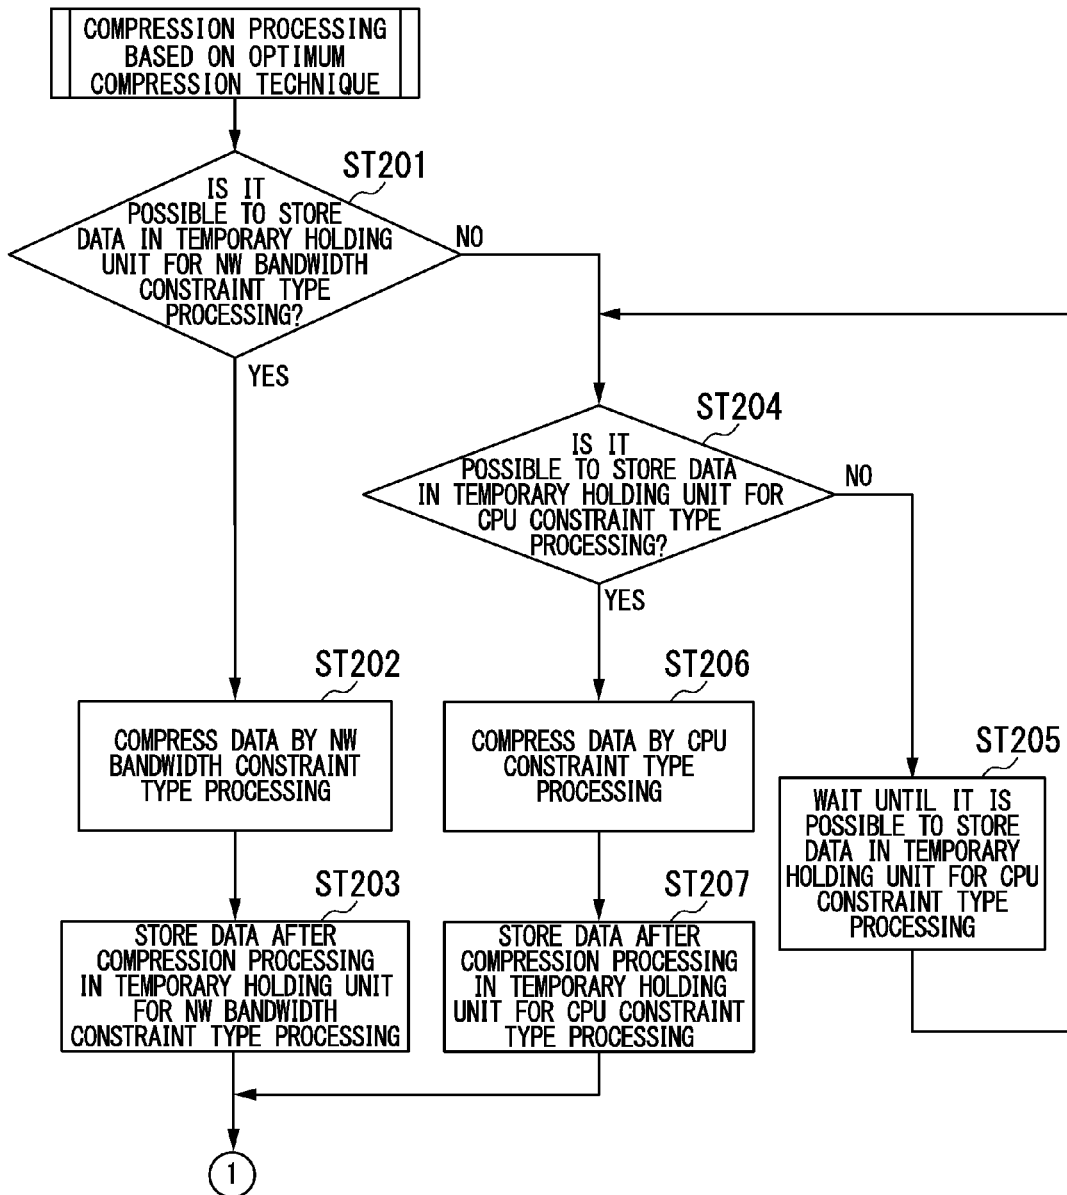 COMPRESSION PROCESSING
BASED ON OPTIMUM
COMPRESSION TECHNIQUE
ST201
IS IT
POSSIBLE TO STORE
DATA IN TEMPORARY HOLDING
UNIT FOR NW BANDWIDTH
CONSTRAINT TYPE
PROCESSING?
NO
YES
ST204
IS IT
POSSIBLE TO STORE DATA
IN TEMPORARY HOLDING UNIT FOR
CPU CONSTRAINT TYPE
PROCESSING?
NO
YES
ST202
COMPRESS DATA BY NW
BANDWIDTH CONSTRAINT
TYPE PROCESSING
ST206
COMPRESS DATA BY CPU
CONSTRAINT TYPE
PROCESSING
ST205
WAIT UNTIL IT IS
POSSIBLE TO STORE
DATA IN TEMPORARY
HOLDING UNIT FOR CPU
CONSTRAINT TYPE
PROCESSING
ST203
STORE DATA AFTER
COMPRESSION PROCESSING
IN TEMPORARY HOLDING UNIT
FOR NW BANDWIDTH
CONSTRAINT TYPE PROCESSING
ST207
STORE DATA AFTER
COMPRESSION PROCESSING
IN TEMPORARY HOLDING
UNIT FOR CPU CONSTRAINT
TYPE PROCESSING
1